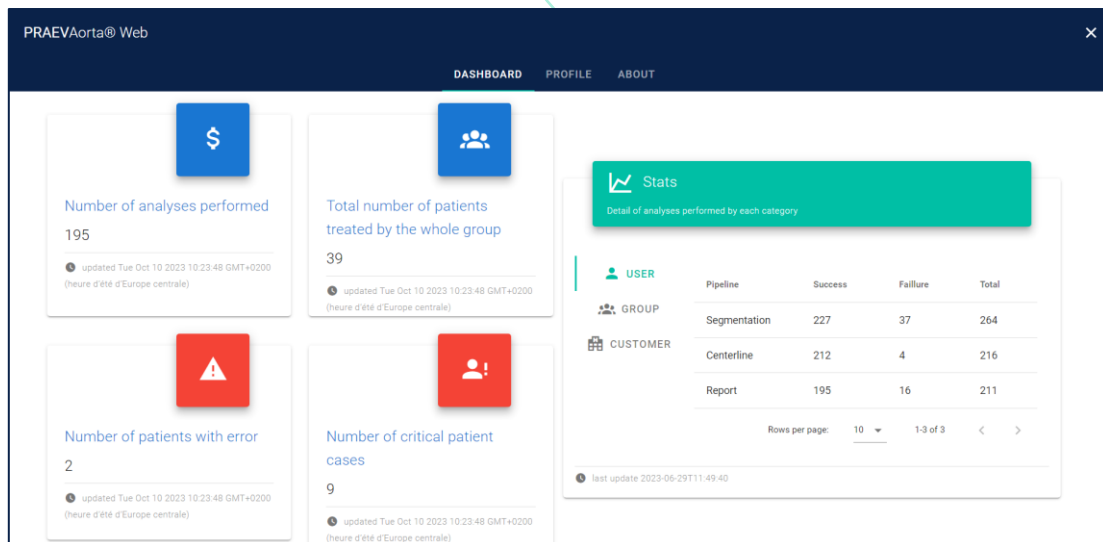 PRAEVAorta® Web
DASHBOARD PROFILE ABOUT
Number of analyses performed
195
updated Tue Oct 10 2023 10:23:48 GMT+0200
(heure d'été d'Europe centrale)
Total number of patients
treated by the whole group
39
updated Tue Oct 10 2023 10:23:48 GMT+0200
(heure d'été d'Europe centrale)
Number of patients with error
2
updated Tue Oct 10 2023 10:23:48 GMT+0200
(heure d'été d'Europe centrale)
Number of critical patient
cases
9
updated Tue Oct 10 2023 10:23:48 GMT+0200
(heure d'été d'Europe centrale)
Stats
Detail of analyses performed by each category
USER
GROUP
CUSTOMER
Pipeline Success Faillure Total
Segmentation 227 37 264
Centerline 212 4 216
Report 195 16 211
Rows per page: 10 1-3 of 3
last update 2023-06-29T11:49:40